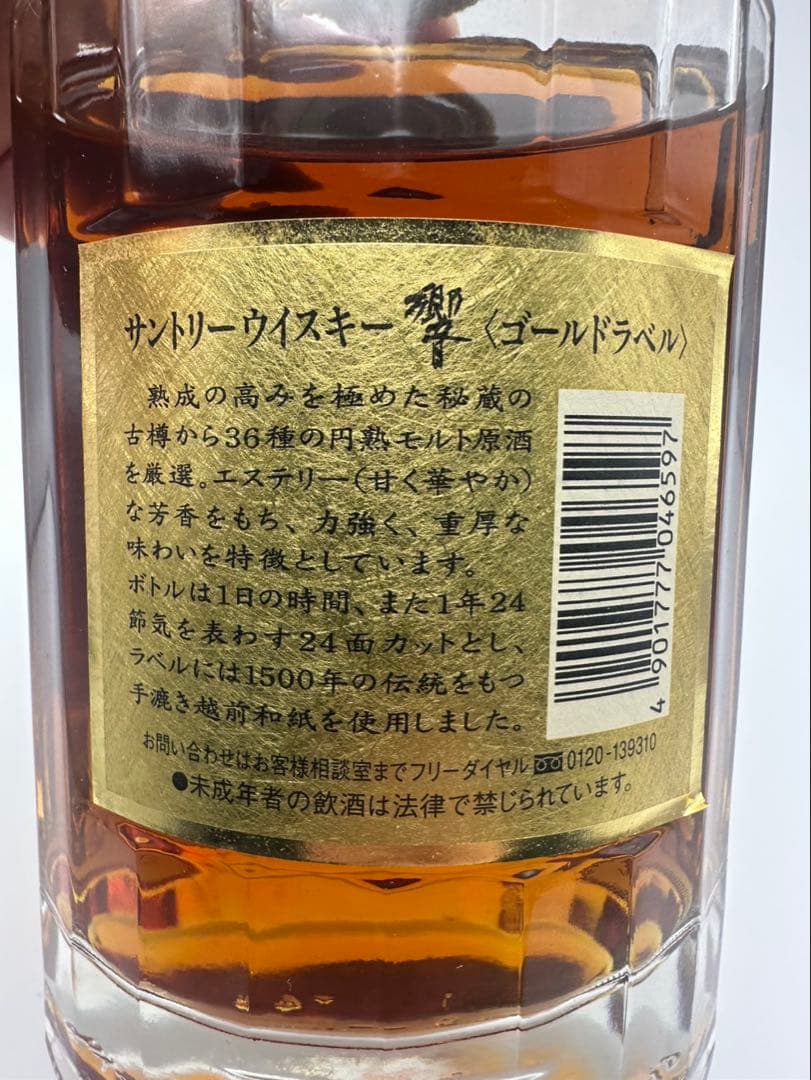 サントリーウイスキー 響〈ゴールドラベル〉
熟成の高みを極めた秘蔵の
古樽から36種の円熟モルト原酒
を厳選。エステリー(甘く華やか)
な芳香をもち、力強く、重厚な
味わいを特徴としています。
ボトルは1日の時間、また1年24
節気を表わす24面カットとし、
ラベルには1500年の伝統をもつ
手漉き越前和紙を使用しました。
お問い合わせはお客様相談室までフリーダイヤル 0120-139310
●未成年者の飲酒は法律で禁じられています。
4 901777 046597